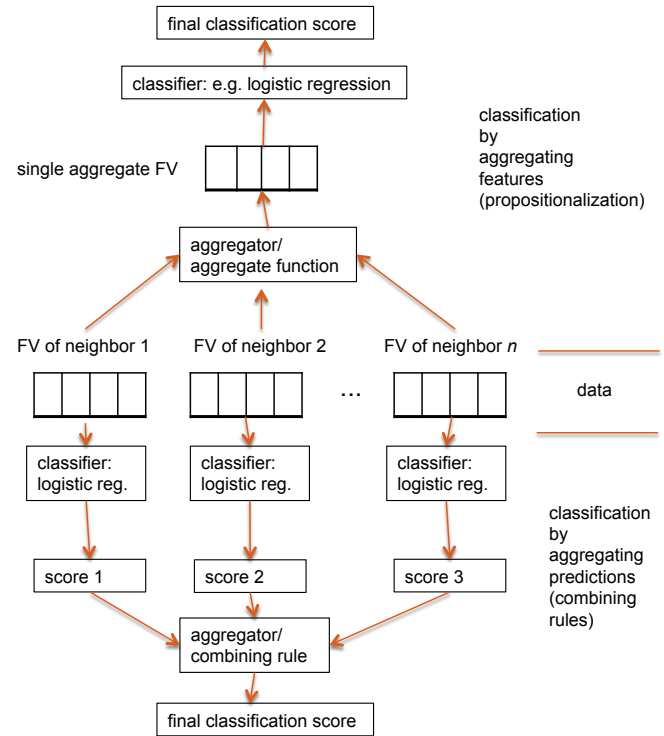 final classification score
classifier: e.g. logistic regression
classification
by
aggregating
features
(propositionalization)
single aggregate FV
aggregator/
aggregate function
FV of neighbor 1
FV of neighbor 2
FV of neighbor n
...
data
classifier:
logistic reg.
classifier:
logistic reg.
classifier:
logistic reg.
classification
by
aggregating
predictions
(combining
rules)
score 1
score 2
score 3
aggregator/
combining rule
final classification score